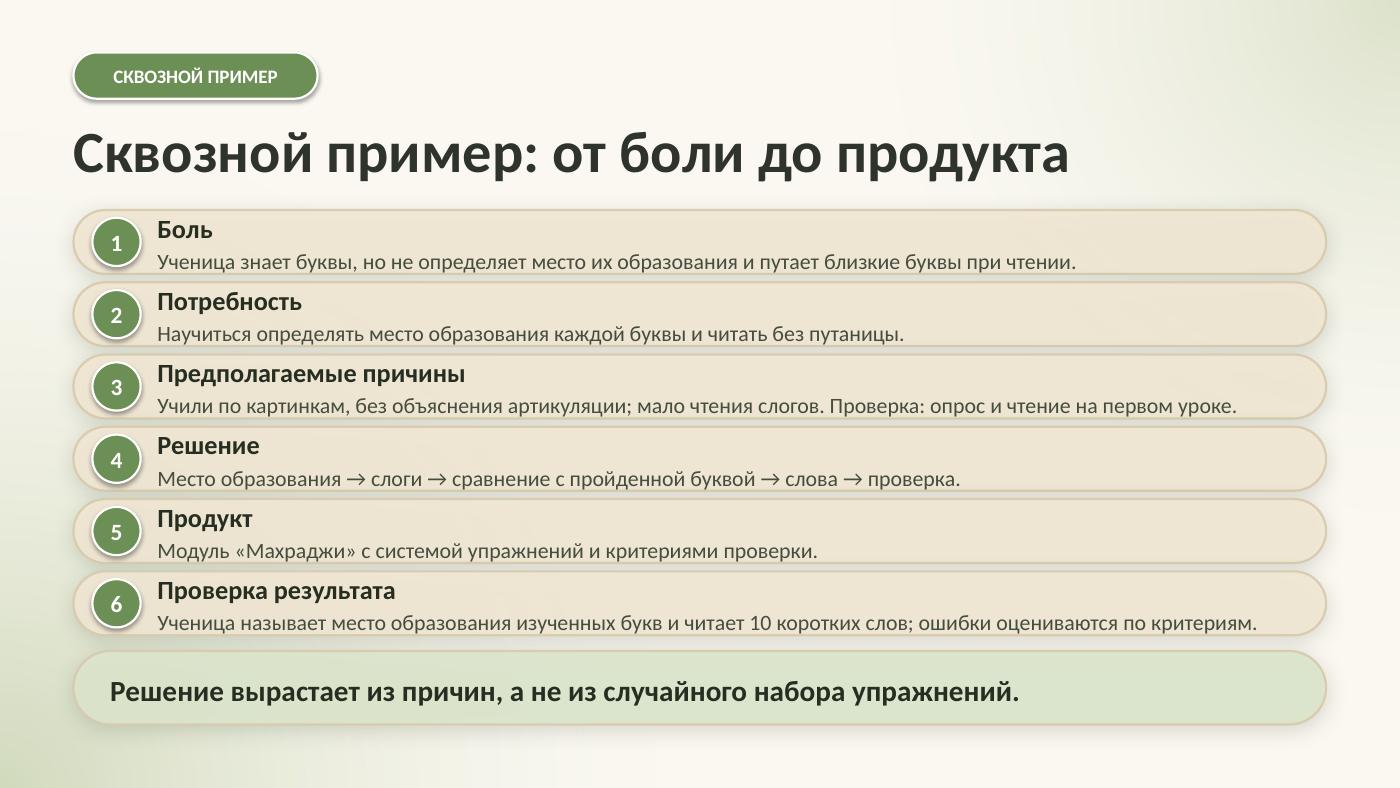 СКВОЗНОЙ ПРИМЕР
Сквозной пример: от боли до продукта
1
Боль
Ученица знает буквы, но не определяет место их образования и путает близкие буквы при чтении.
2
Потребность
Научиться определять место образования каждой буквы и читать без путаницы.
3
Предполагаемые причины
Учили по картинкам, без объяснения артикуляции; мало чтения слогов. Проверка: опрос и чтение на первом уроке.
4
Решение
Место образования → слоги → сравнение с пройденной буквой → слова → проверка.
5
Продукт
Модуль «Махраджи» с системой упражнений и критериями проверки.
6
Проверка результата
Ученица называет место образования изученных букв и читает 10 коротких слов; ошибки оцениваются по критериям.
Решение вырастает из причин, а не из случайного набора упражнений.